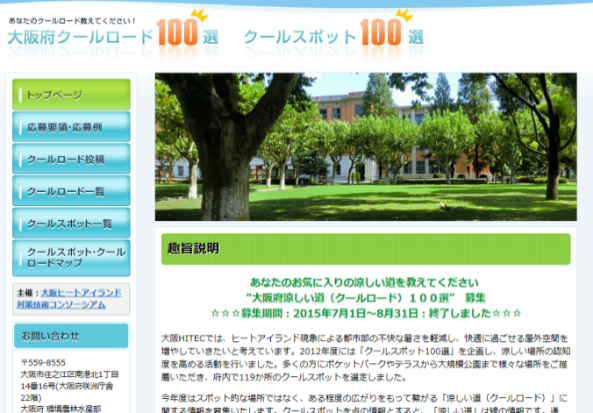 あなたのクールロード教えてください！
大阪府クールロード100選　クールスポット100選
トップページ
応募要領・応募例
クールロード投稿
クールロード一覧
クールスポット一覧
クールスポット・クール
ロードマップ
主催：大阪ヒートアイランド
対策技術コンソーシアム
お問い合わせ
〒559-8555
大阪市住之江区南港北1丁目
14番16号(大阪府咲洲庁舎
22階)
大阪府 環境農林水産部
趣旨説明
あなたのお気に入りの涼しい道を教えてください
“大阪府涼しい道（クールロード）１００選”　募集
☆☆☆募集期間：2015年7月1日～8月31日：終了しました☆☆☆
大阪HITECでは、ヒートアイランド現象による都市部の不快な暑さを軽減し、快適に過ごせる屋外空間を
増やしていきたいと考えています。2012年度には「クールスポット100選」を企画し、涼しい場所の認知
度を高める活動を行いました。多くの方にポケットパークやテラスから大規模公園まで様々な場所をご推
薦いただき、府内で119か所のクールスポットを選定しました。
今年度はスポット的な場所ではなく、ある程度の広がりをもって繋がる「涼しい道（クールロード）」に
関する情報を募集いたします。クールスポットを点の情報とすると、「涼しい道」は線の情報です。通